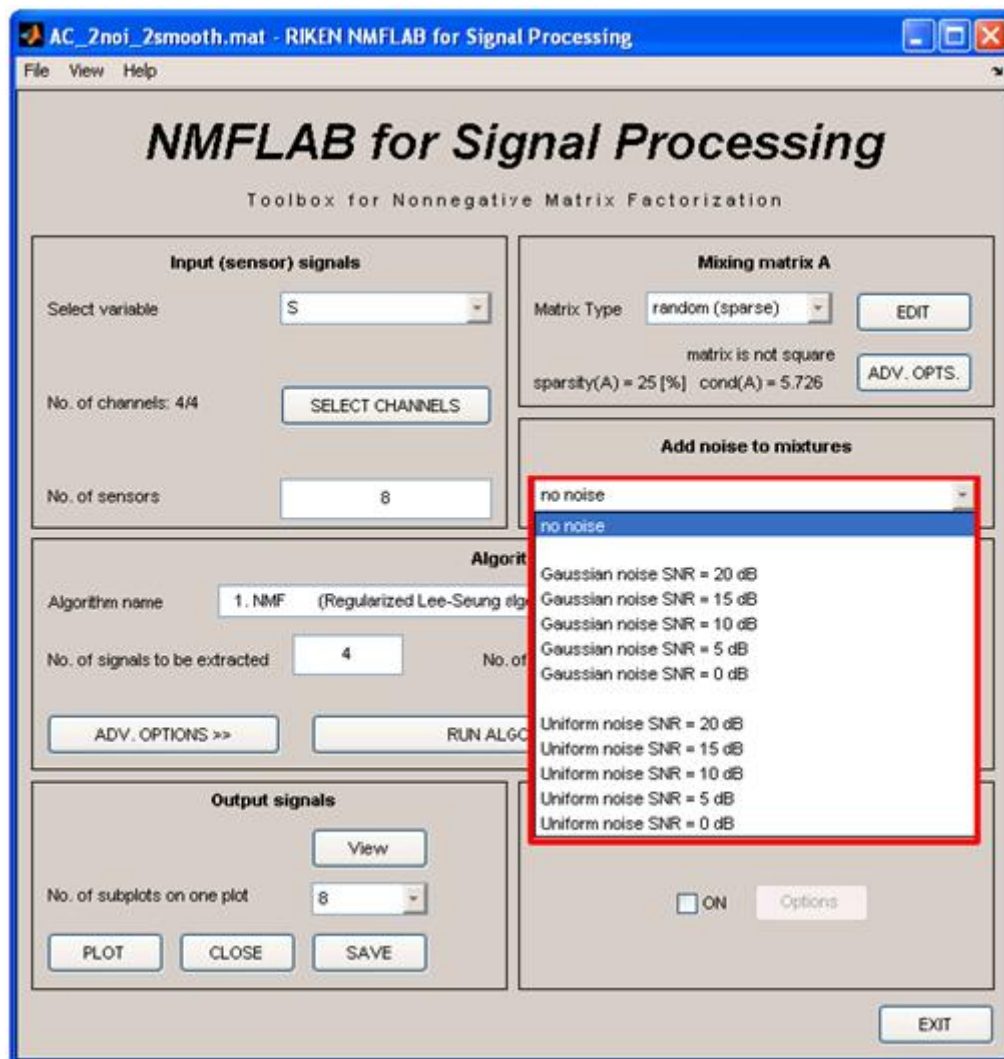 AC_2noi_2smooth.mat - RIKEN NMFLAB for Signal Processing
File View Help
NMFLAB for Signal Processing
Toolbox for Nonnegative Matrix Factorization
Input (sensor) signals
Select variable
S
No. of channels: 4/4
SELECT CHANNELS
No. of sensors
8
Mixing matrix A
Matrix Type
random (sparse)
EDIT
matrix is not square
sparsity(A) = 25 [%] cond(A) = 5.726
ADV. OPTS.
Add noise to mixtures
no noise
no noise
Gaussian noise SNR = 20 dB
Gaussian noise SNR = 15 dB
Gaussian noise SNR = 10 dB
Gaussian noise SNR = 5 dB
Gaussian noise SNR = 0 dB
Uniform noise SNR = 20 dB
Uniform noise SNR = 15 dB
Uniform noise SNR = 10 dB
Uniform noise SNR = 5 dB
Uniform noise SNR = 0 dB
Algorit
Algorithm name
1. NMF (Regularized Lee-Seung algo
No. of signals to be extracted
4
No. of
ADV. OPTIONS >>
RUN ALGO
Output signals
View
No. of subplots on one plot
8
PLOT
CLOSE
SAVE
ON
Options
EXIT